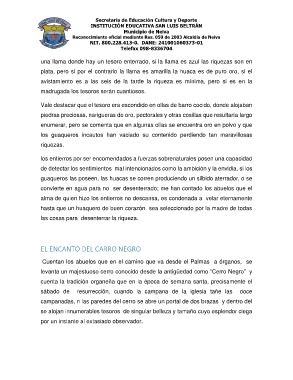 Secretaria de Educación Cultura y Deporte
INSTITUCIÓN EDUCATIVA SAN LUIS BELTRÁN
Municipio de Neiva
Reconocimiento oficial mediante Res. 059 de 2003 Alcaldía de Neiva
NIT. 800.228.413-0. DANE: 241001060373-01
Telefax 098-8336704
una llama donde hay un tesoro enterrado, si la llama es azul las riquezas son en
plata, pero si por el contrario la llama es amarilla la huaca es de puro oro, si el
avistamiento es a las seis de la tarde la riqueza es mínima, pero si es en la
madrugada los tesoros serán cuantiosos.
Vale destacar que el tesoro era escondido en ollas de barro cocido, donde alojaban
piedras preciosas, narigueras de oro, pectorales y otras cosillas que resultaría largo
enumerar, pero se comenta que en algunas ollas se encuentra oro en polvo y que
los guaqueros incautos han vaciado su contenido perdiendo tan maravillosas
riquezas.
los entierros por ser encomendados a fuerzas sobrenaturales posen una capacidad
de detectar los sentimientos mal intencionados como la ambición y la envidia, si los
guaqueros las poseen, las huacas se corren produciendo un silbido aterrador, o se
convierte en agua para no ser desenterrado; me han contado los abuelos que el
alma de quien hijo los entierros no descansa, es condenada a velar eternamente
hasta que un huaquero de buen corazón sea seleccionado por la madre de todas
las cosas para desenterrar la riqueza.
EL ENCANTO DEL CARRO NEGRO
Cuentan los abuelos que en el camino que va desde el Palmas a órganos, se
levanta un majestuoso cerro conocido desde la antigüedad como "Cerro Negro" y
cuenta la tradición organeña que en la época de semana santa, precisamente el
sábado de resurrección, cuando la campana de la iglesia tañe las doce
campanadas, n las paredes del cerro se abre un portal de dos brazas y dentro del
se alojan innumerables tesoros de singular belleza y tamaño cuyo esplendor ciega
por un instante al extasiado observador.